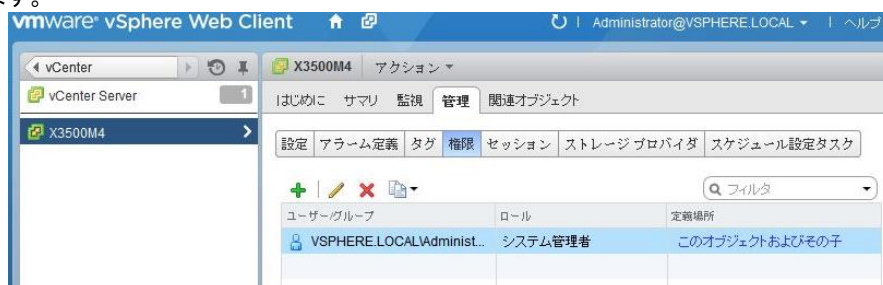 ます。
vmware® vSphere Web Client Administrator@VSPHERE.LOCAL ヘルプ
vCenter
vCenter Server 1
X3500M4
X3500M4 アクション
はじめに サマリ 監視 管理 関連オブジェクト
設定 アラーム定義 タグ 権限 セッション ストレージ プロバイダ スケジュール設定タスク
フィルタ
ユーザー/グループ ロール 定義場所
VSPHERE.LOCAL\Administ... システム管理者 このオブジェクトおよびその子